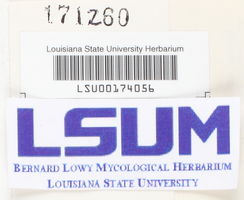 171260
Louisiana State University Herbarium
LSU00174056
LSUM
BERNARD LOWY MYCOLOGICAL HERBARIUM
LOUISIANA STATE UNIVERSITY